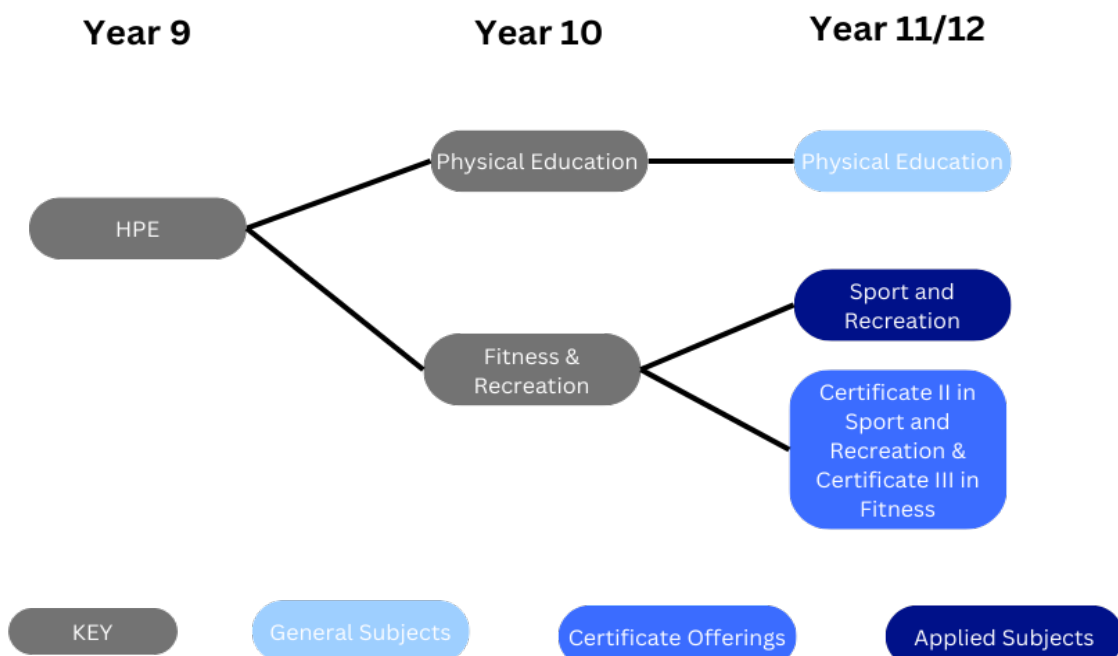 Year 9
Year 10
Year 11/12
Physical Education
Physical Education
HPE
Sport and
Recreation
Fitness &
Recreation
Certificate II in
Sport and
Recreation &
Certificate III in
Fitness
KEY
General Subjects
Certificate Offerings
Applied Subjects